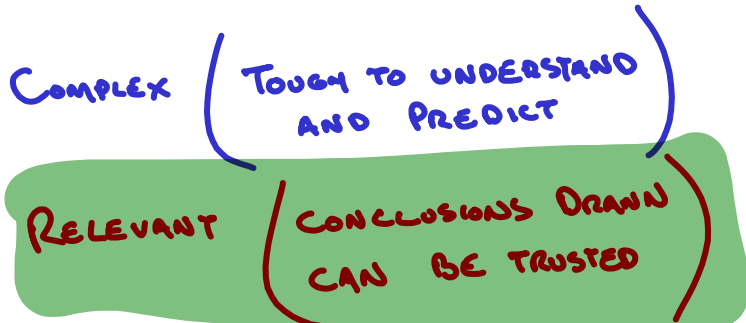 COMPLEX (TOUGH TO UNDERSTAND
AND PREDICT)
RELEVANT (CONCLUSIONS DRAWN
CAN BE TRUSTED)